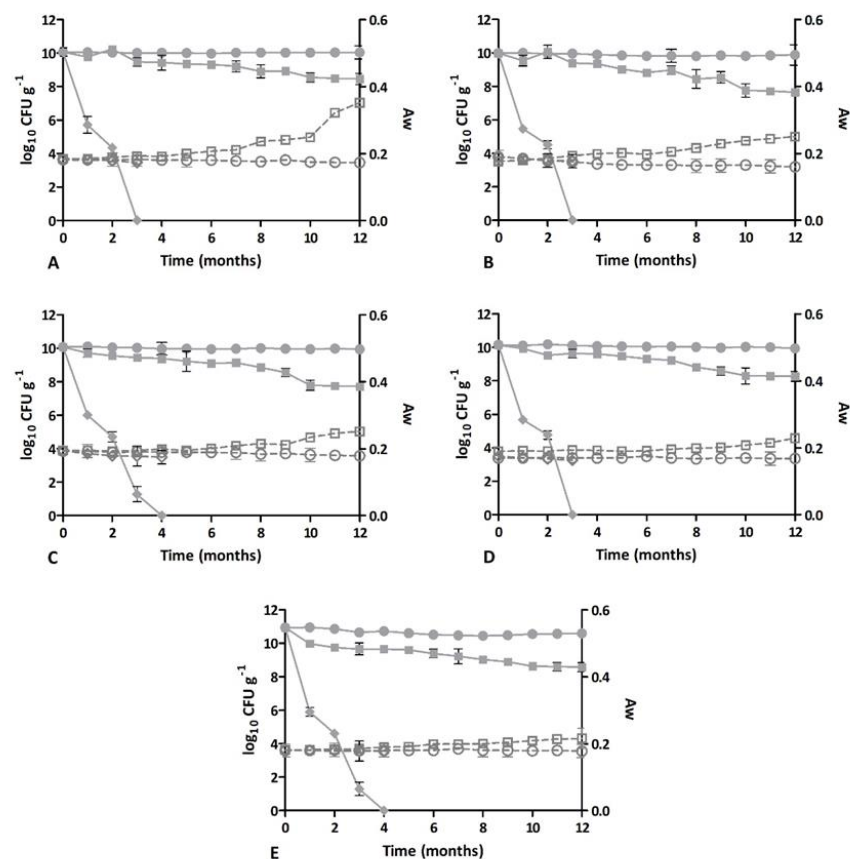 12 0.6 12 0.6
10 10
8 0.4 8 0.4
6 6
4 0.2 4 0.2
2 2
0 0.0 0 0.0
log10 CFU g-1 Aw log10 CFU g-1 Aw
0 2 4 6 8 10 12 0 2 4 6 8 10 12
A Time (months) B Time (months)
12 0.6 12 0.6
10 10
8 0.4 8 0.4
6 6
4 0.2 4 0.2
2 2
0 0.0 0 0.0
log10 CFU g-1 Aw log10 CFU g-1 Aw
0 2 4 6 8 10 12 0 2 4 6 8 10 12
C Time (months) D Time (months)
12 0.6
10
8 0.4
6
4 0.2
2
0 0.0
log10 CFU g-1 Aw
0 2 4 6 8 10 12
E Time (months)